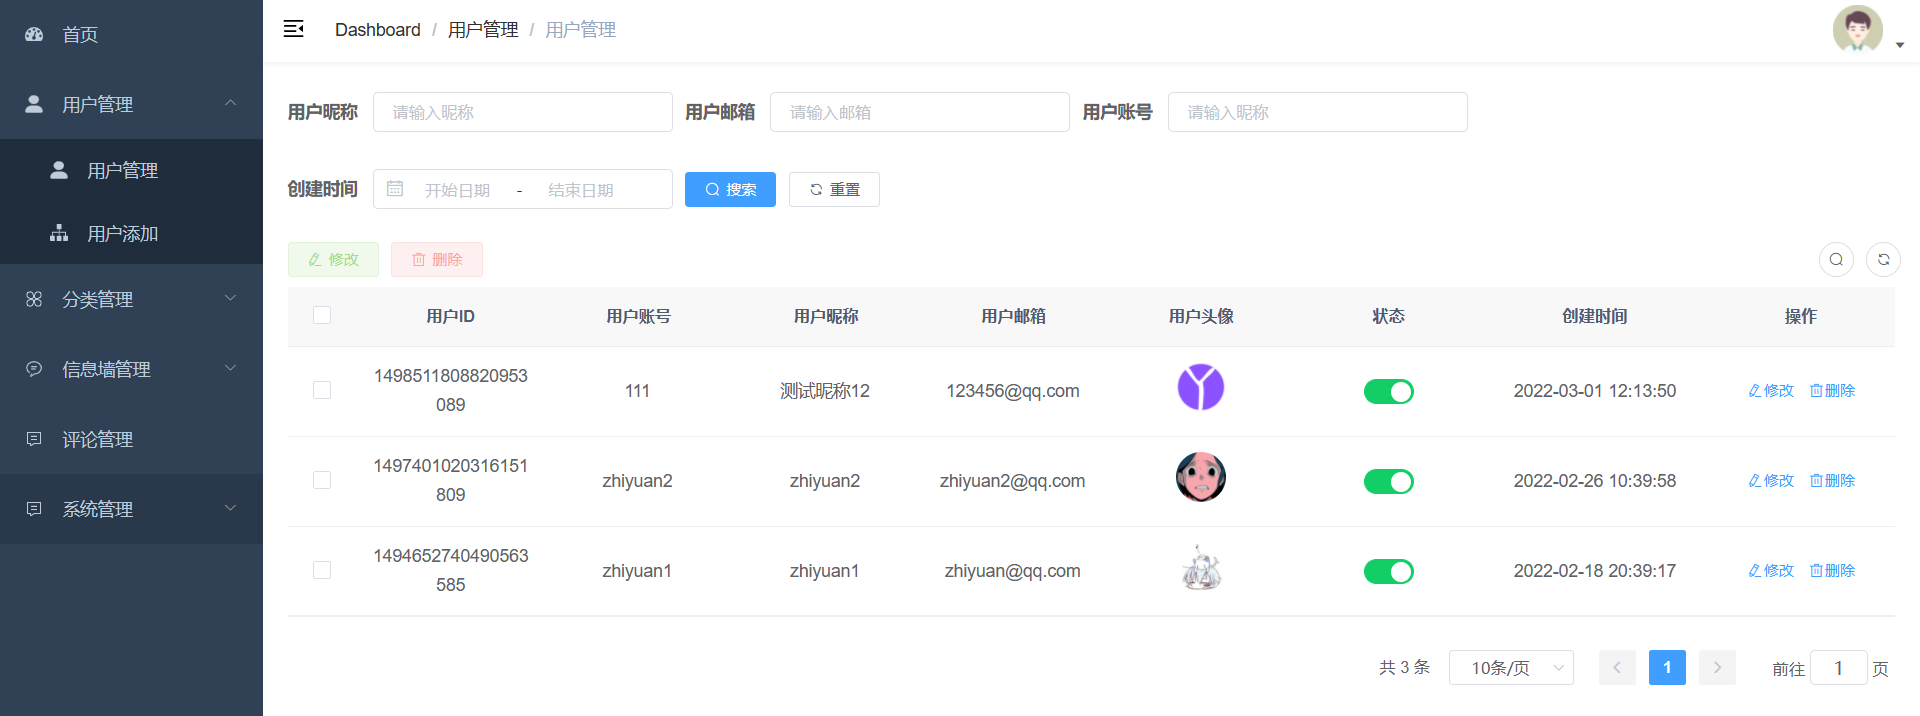 首页
用户管理
用户管理
用户添加
分类管理
信息墙管理
评论管理
系统管理
Dashboard / 用户管理 / 用户管理
用户昵称 请输入昵称 用户邮箱 请输入邮箱 用户账号 请输入昵称
创建时间 开始日期 - 结束日期 搜索 重置
修改 删除
用户ID 用户账号 用户昵称 用户邮箱 用户头像 状态 创建时间 操作
1498511808820953
089
111 测试昵称12 123456@qq.com 2022-03-01 12:13:50 修改 删除
1497401020316151
809
zhiyuan2 zhiyuan2 zhiyuan2@qq.com 2022-02-26 10:39:58 修改 删除
1494652740490563
585
zhiyuan1 zhiyuan1 zhiyuan@qq.com 2022-02-18 20:39:17 修改 删除
共 3 条 10条/页 1 前往 1 页